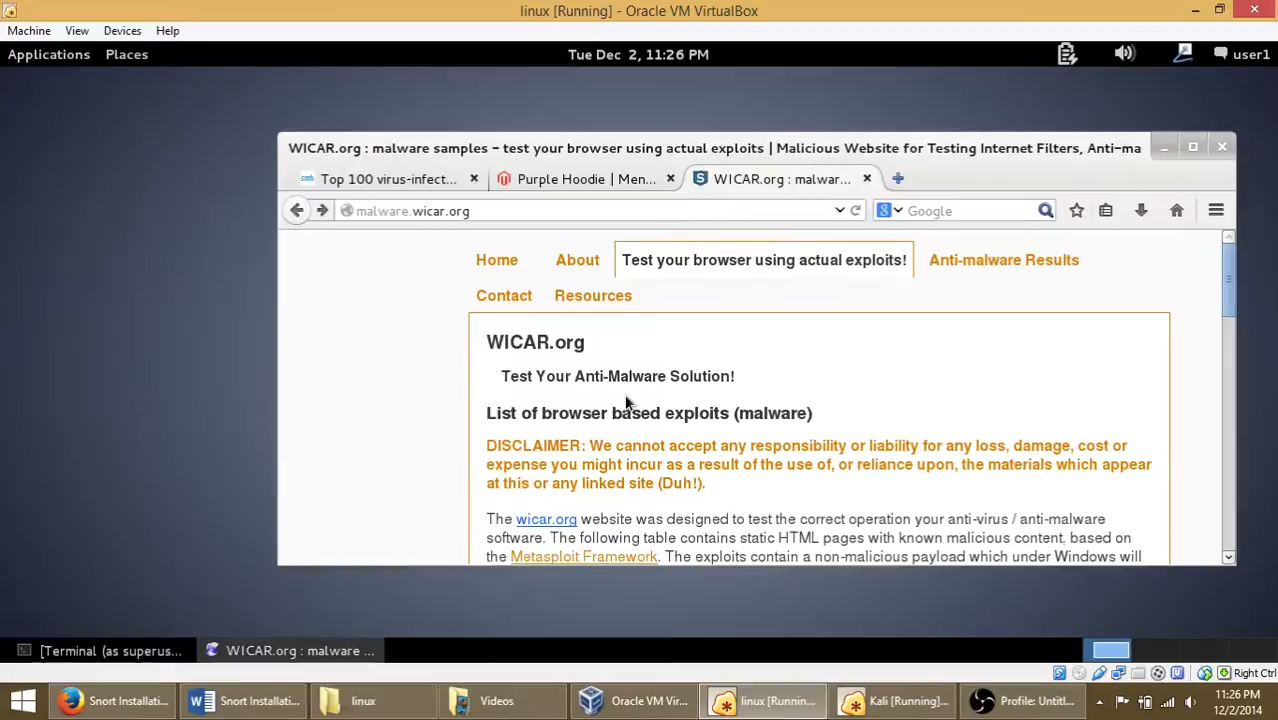 linux [Running] - Oracle VM VirtualBox
Machine View Devices Help
Applications Places Tue Dec 2, 11:26 PM user1
WICAR.org : malware samples - test your browser using actual exploits | Malicious Website for Testing Internet Filters, Anti-ma
Top 100 virus-infect... Purple Hoodie | Men... WICAR.org : malwar...
malware.wicar.org Google
Home About Test your browser using actual exploits! Anti-malware Results
Contact Resources
WICAR.org
Test Your Anti-Malware Solution!
List of browser based exploits (malware)
DISCLAIMER: We cannot accept any responsibility or liability for any loss, damage, cost or
expense you might incur as a result of the use of, or reliance upon, the materials which appear
at this or any linked site (Duh!).
The wicar.org website was designed to test the correct operation your anti-virus / anti-malware
software. The following table contains static HTML pages with known malicious content, based on
the Metasploit Framework. The exploits contain a non-malicious payload which under Windows will
[Terminal (as superus... WICAR.org : malware ...
Right Ctrl
Snort Installati... Snort Installati... linux Videos Oracle VM Vir... linux [Runnin... Kali [Running]... Profile: Untitl... 11:26 PM
12/2/2014